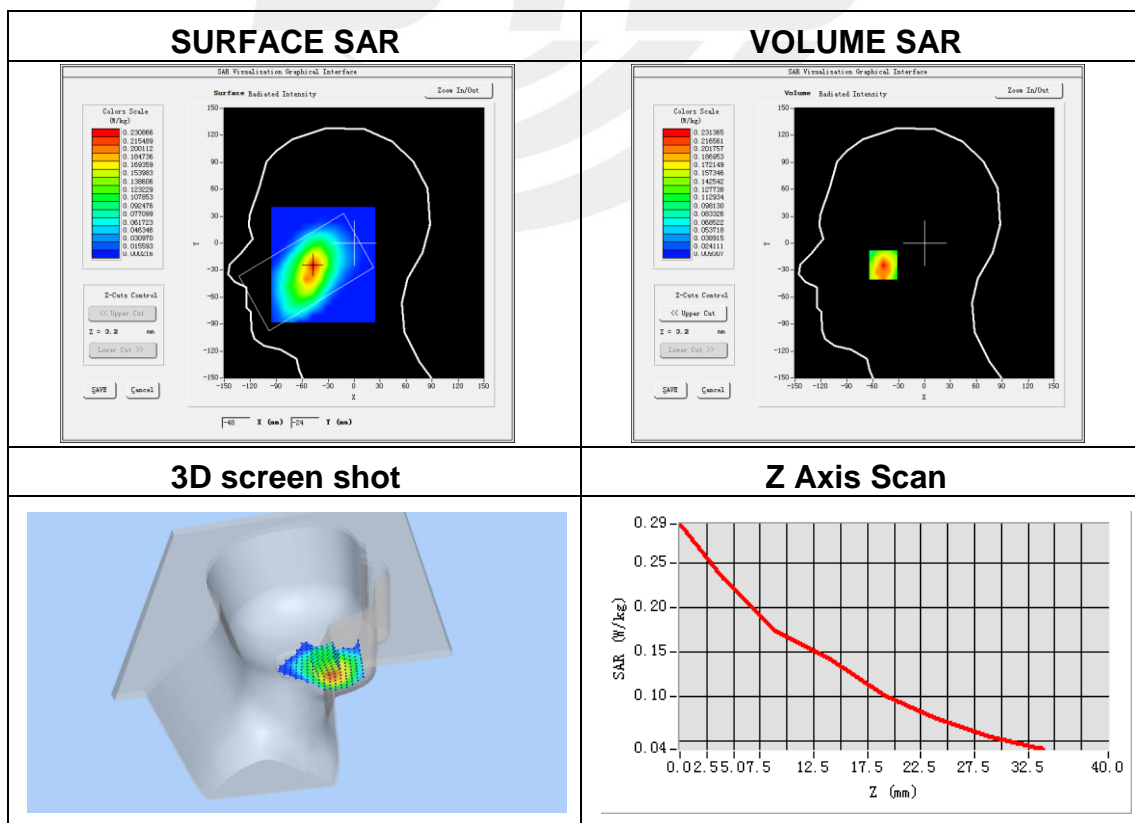 SURFACE SAR
SAR Visualisation Graphical Interface
Surface Radiated Intensity
Zoom In/Out
Colors Scale
(W/kg)
0.230866
0.215489
0.200112
0.184736
0.169359
0.153983
0.138606
0.123229
0.107853
0.092476
0.077099
0.061723
0.046346
0.030970
0.015593
0.000216
Z-Cuts Control
<< Upper Cut
Z = 3.2 mm
Lower Cut >>
SAVE Cancel
150
120
90
60
30
Y 0
-30
-60
-90
-120
-150
-150 -120 -90 -60 -30 0 30 60 90 120 150
X
-48 X (mm) -24 Y (mm)
VOLUME SAR
SAR Visualisation Graphical Interface
Volume Radiated Intensity
Zoom In/Out
Colors Scale
(W/kg)
0.231365
0.216561
0.201757
0.186953
0.172149
0.157346
0.142542
0.127738
0.112934
0.098130
0.083326
0.068522
0.053718
0.038915
0.024111
0.009307
Z-Cuts Control
<< Upper Cut
Z = 3.2 mm
Lower Cut >>
SAVE Cancel
150
120
90
60
30
Y 0
-30
-60
-90
-120
-150
-150 -120 -90 -60 -30 0 30 60 90 120 150
X
3D screen shot
Z Axis Scan
0.29
0.25
0.20
0.15
0.10
0.04
SAR (W/kg)
0.0 2.5 5.0 7.5 12.5 17.5 22.5 27.5 32.5 40.0
Z (mm)